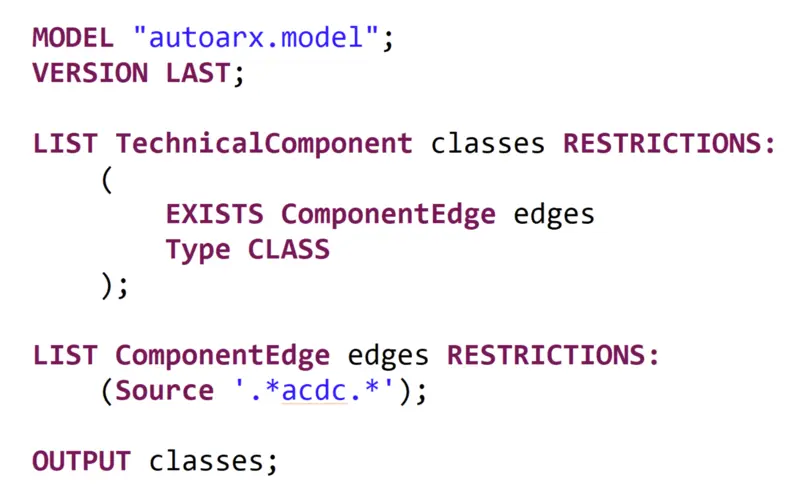 MODEL "autoarx.model";
VERSION LAST;
LIST TechnicalComponent classes RESTRICTIONS:
(
EXISTS ComponentEdge edges
Type CLASS
);
LIST ComponentEdge edges RESTRICTIONS:
(Source '.*acdc.*');
OUTPUT classes;